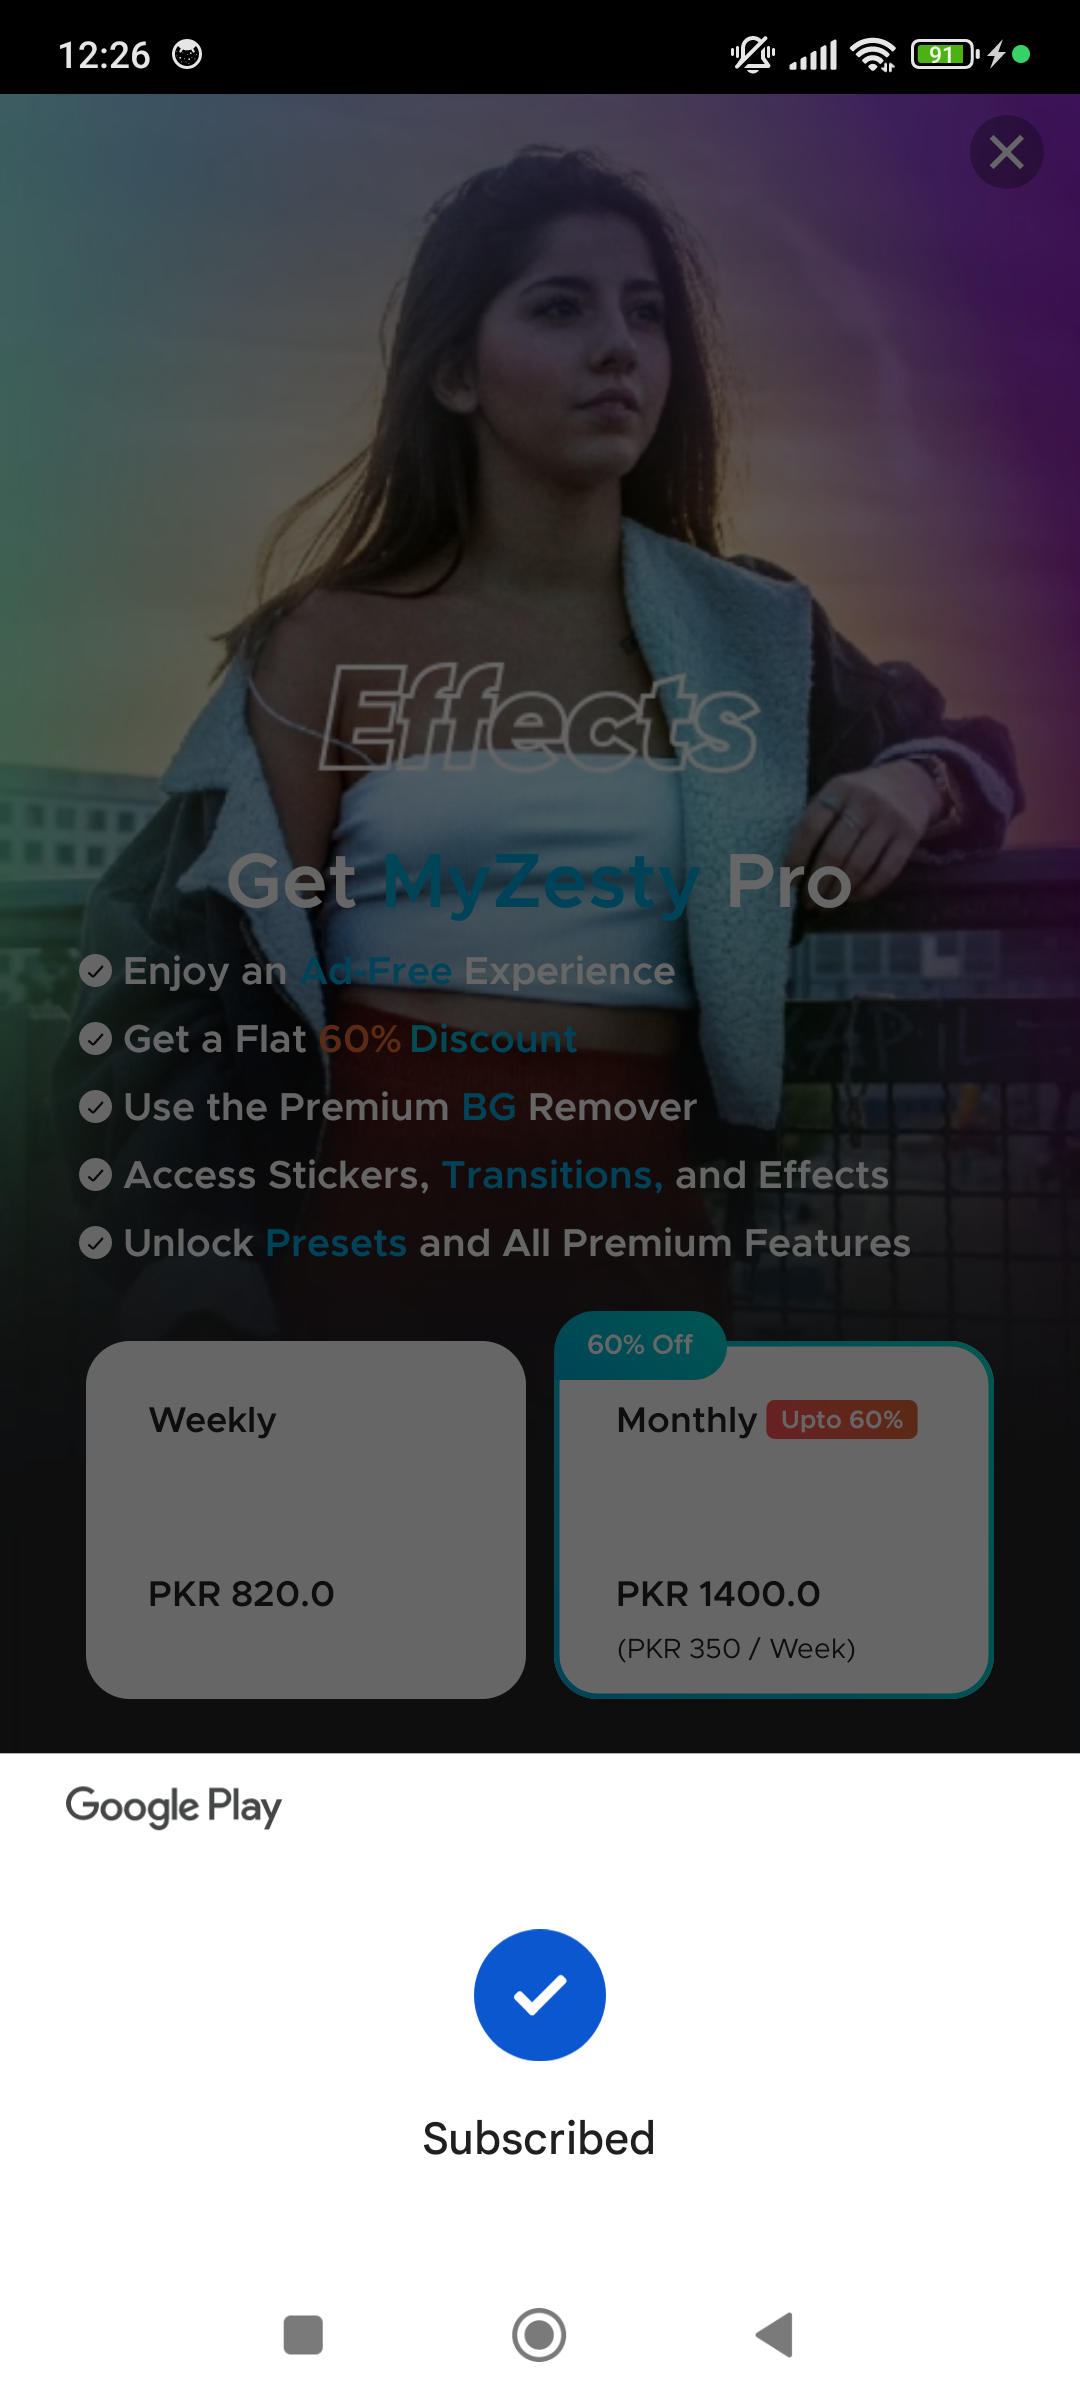 12:26
91
Effects
Get MyZesty Pro
Enjoy an Ad-Free Experience
Get a Flat 60% Discount
Use the Premium BG Remover
Access Stickers, Transitions, and Effects
Unlock Presets and All Premium Features
60% Off
Weekly
Monthly Upto 60%
PKR 820.0
PKR 1400.0
(PKR 350 / Week)
Google Play
Subscribed